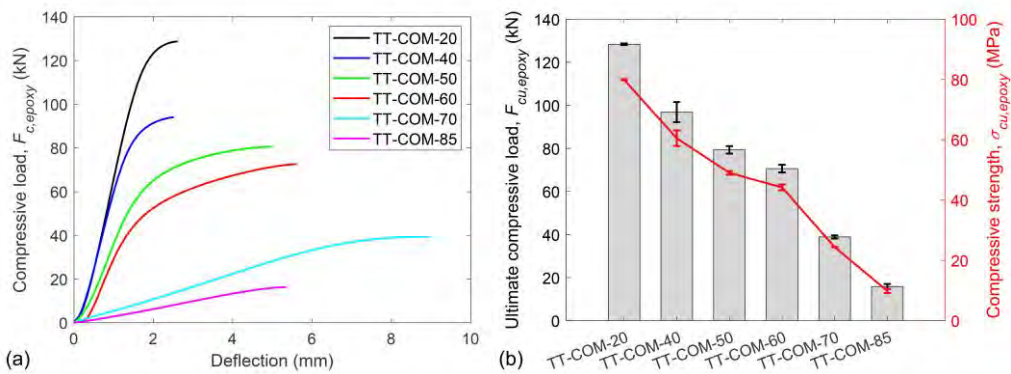 140
120
100
80
60
40
20
0
Compressive load, F_c,epoxy (kN)
0 2 4 6 8 10
Deflection (mm)
(a)
TT-COM-20
TT-COM-40
TT-COM-50
TT-COM-60
TT-COM-70
TT-COM-85
140
120
100
80
60
40
20
0
Ultimate compressive load, F_cu,epoxy (kN)
TT-COM-20 TT-COM-40 TT-COM-50 TT-COM-60 TT-COM-70 TT-COM-85
(b)
100
80
60
40
20
0
Compressive strength, σ_cu,epoxy (MPa)